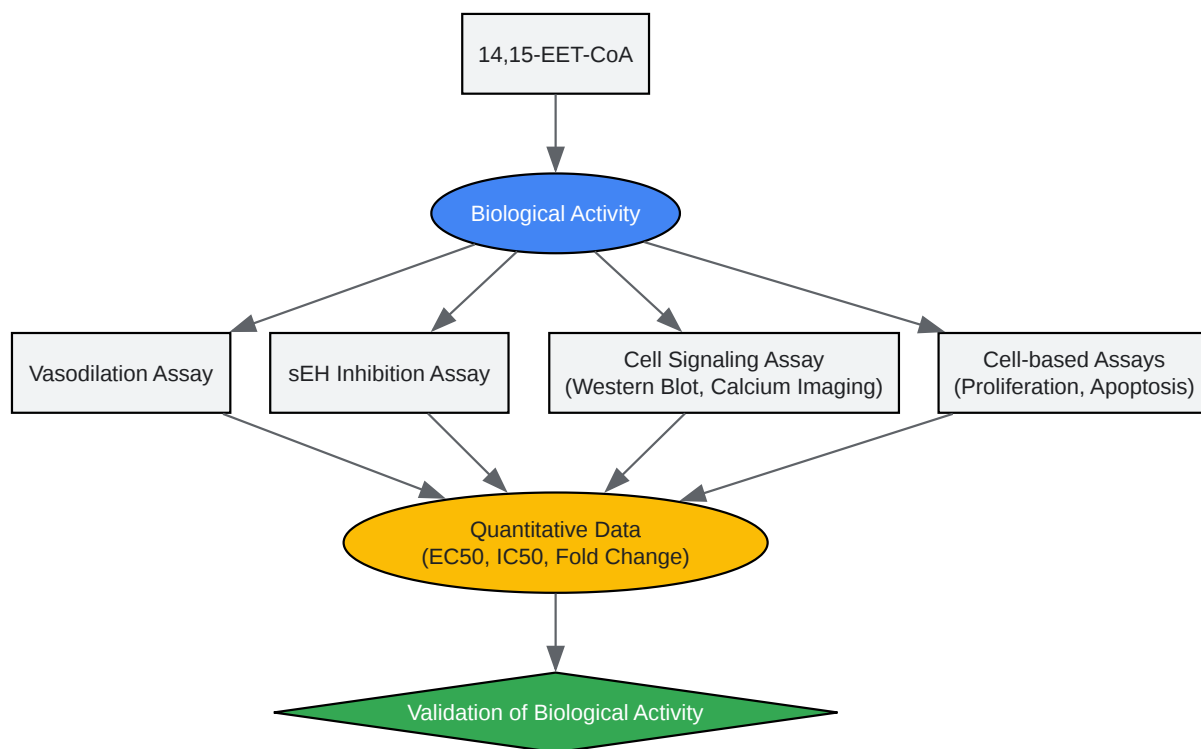 14,15-EET-CoA
Biological Activity
Vasodilation Assay
sEH Inhibition Assay
Cell Signaling Assay
(Western Blot, Calcium Imaging)
Cell-based Assays
(Proliferation, Apoptosis)
Quantitative Data
(EC50, IC50, Fold Change)
Validation of Biological Activity